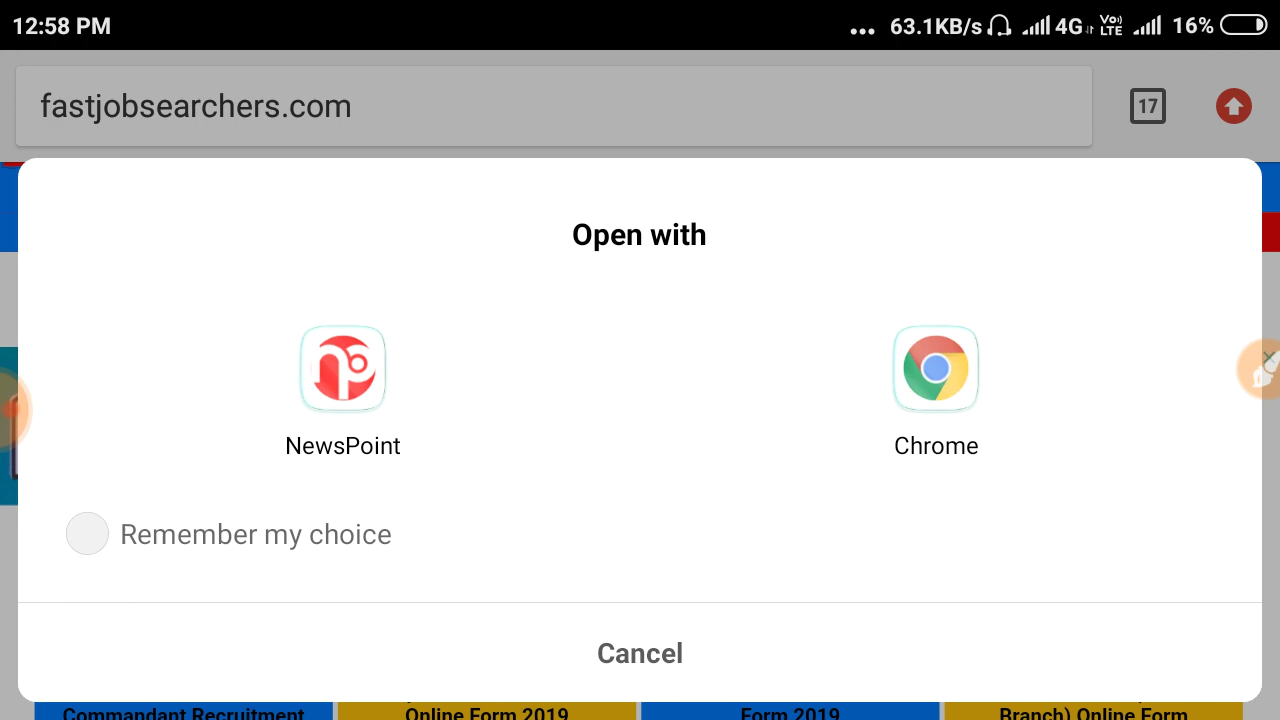 12:58 PM
... 63.1KB/s 4G VoLTE 16%
fastjobsearchers.com
17
Open with
NewsPoint
Chrome
Remember my choice
Cancel
Commandant Recruitment
Online Form 2019
Form 2019
Branch) Online Form